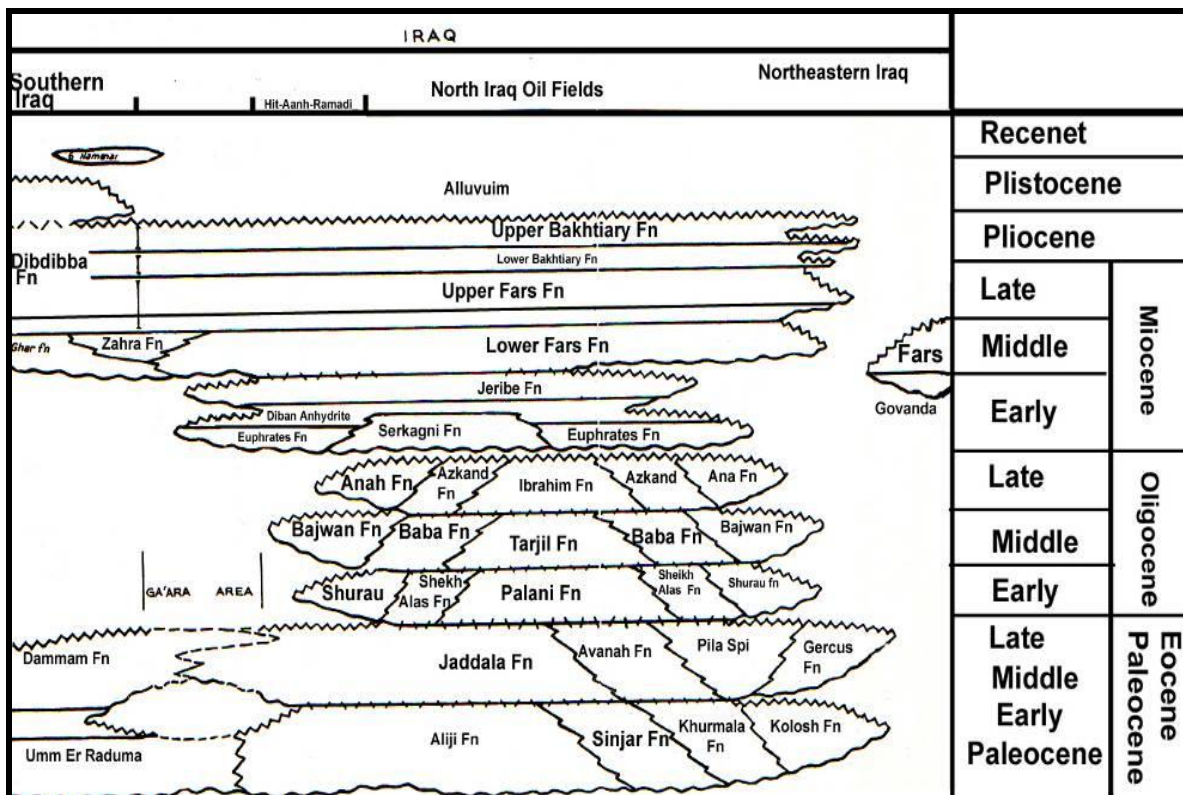 IRAQ
Southern
Iraq
Hit-Aanh-Ramadi
North Iraq Oil Fields
Northeastern Iraq
Recenet
Plistocene
Pliocene
Late
Middle
Early
Miocene
Late
Middle
Early
Oligocene
Late
Middle
Early
Paleocene
Eocene
Paleocene
Alluvuim
Upper Bakhtiary Fn
Lower Bakhtiary Fn
Dibdibba
Fn
Upper Fars Fn
Ghar fn
Zahra Fn
Lower Fars Fn
Fars
Govanda
Jeribe Fn
Diban Anhydrite
Euphrates Fn
Serkagni Fn
Euphrates Fn
Anah Fn
Azkand
Fn
Ibrahim Fn
Azkand
Ana Fn
Bajwan Fn
Baba Fn
Tarjil Fn
Baba Fn
Bajwan Fn
GA'ARA AREA
Shurau
Shekh
Alas Fn
Palani Fn
Sheikh
Alas Fn
Shurau fn
Dammam Fn
Jaddala Fn
Avanah Fn
Pila Spi
Gercus
Fn
Umm Er Raduma
Aliji Fn
Sinjar Fn
Khurmala
Fn
Kolosh Fn